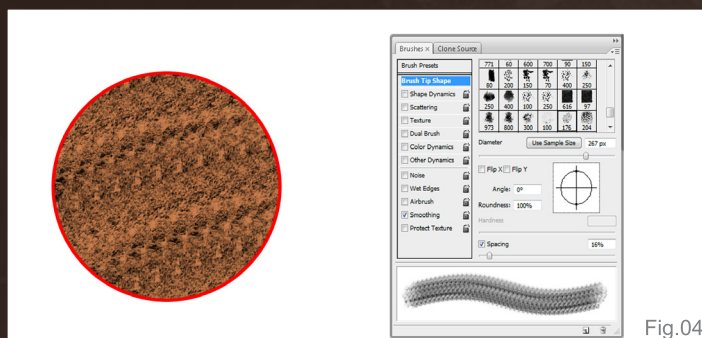 Brushes × Clone Source
Brush Presets
Brush Tip Shape
Shape Dynamics
Scattering
Texture
Dual Brush
Color Dynamics
Other Dynamics
Noise
Wet Edges
Airbrush
Smoothing
Protect Texture
771 60 600 700 90 150
80 200 150 70 400 250
250 400 100 250 616 97
973 800 300 100 176 204
Diameter Use Sample Size 267 px
Flip X Flip Y
Angle: 0°
Roundness: 100%
Hardness
Spacing 16%
Fig.04